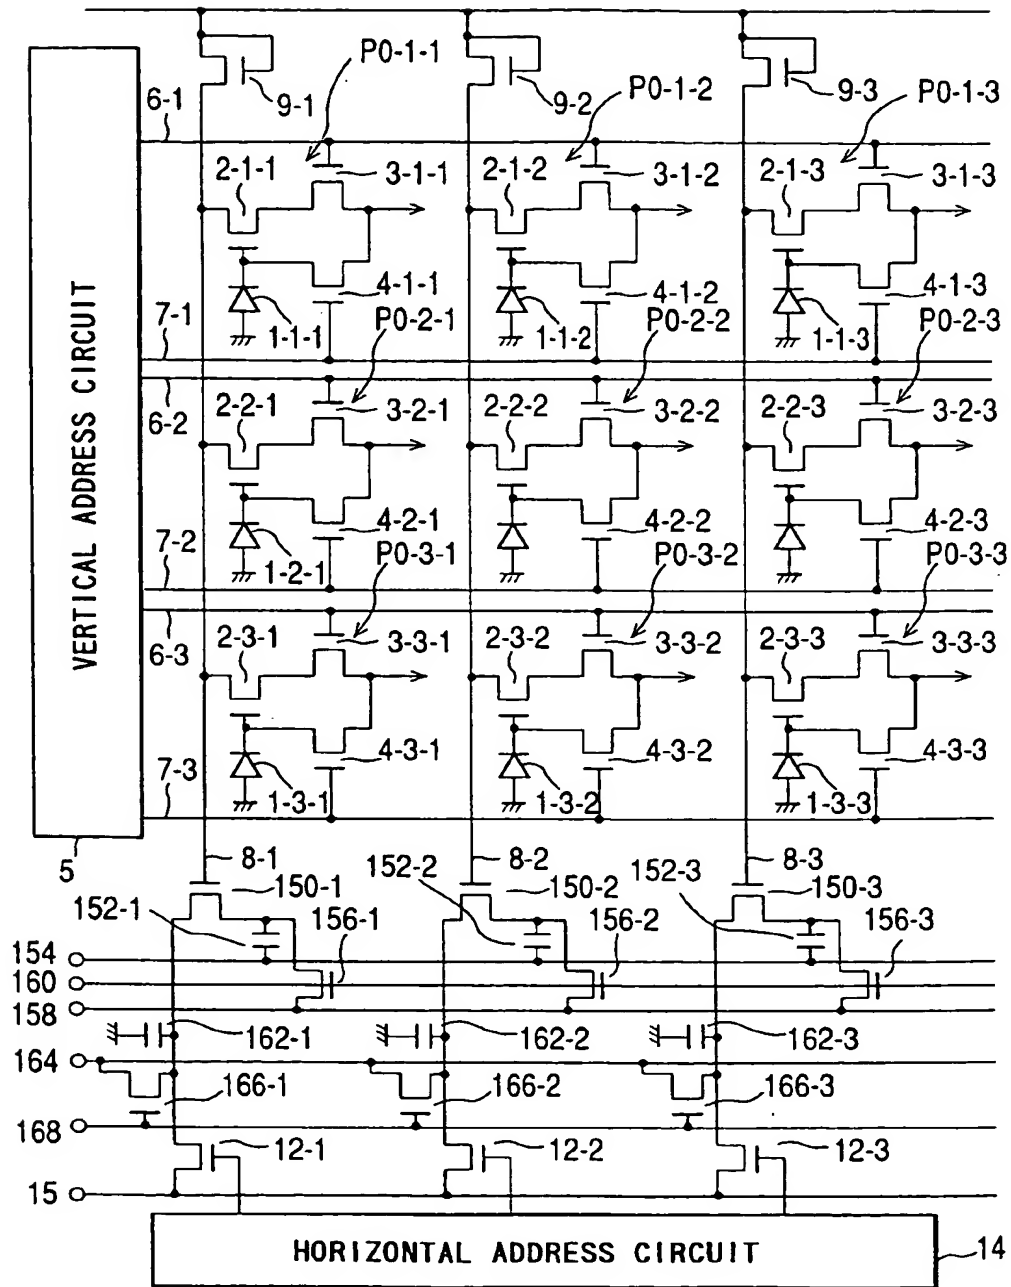 P0-1-1 P0-1-2 P0-1-3
6-1 9-1 9-2 9-3
2-1-1 3-1-1 2-1-2 3-1-2 2-1-3 3-1-3
4-1-1 4-1-2 4-1-3
7-1 1-1-1 P0-2-1 1-1-2 P0-2-2 1-1-3 P0-2-3
VERTICAL ADDRESS CIRCUIT
6-2 2-2-1 3-2-1 2-2-2 3-2-2 2-2-3 3-2-3
4-2-1 4-2-2 4-2-3
7-2 1-2-1 P0-3-1 P0-3-2 P0-3-3
6-3 2-3-1 3-3-1 2-3-2 3-3-2 2-3-3 3-3-3
4-3-1 4-3-2 4-3-3
7-3 1-3-1 1-3-2 1-3-3
5 8-1 8-2 8-3
152-1 150-1 152-2 150-2 152-3 150-3
156-1 156-2 156-3
154
160
158
162-1 162-2 162-3
164
166-1 166-2 166-3
168
12-1 12-2 12-3
15
HORIZONTAL ADDRESS CIRCUIT 14